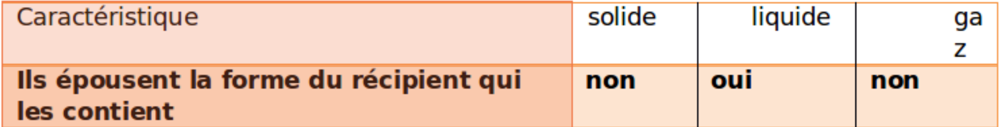 Caractéristique solide liquide ga
z
Ils épousent la forme du récipient qui non oui non
les contient